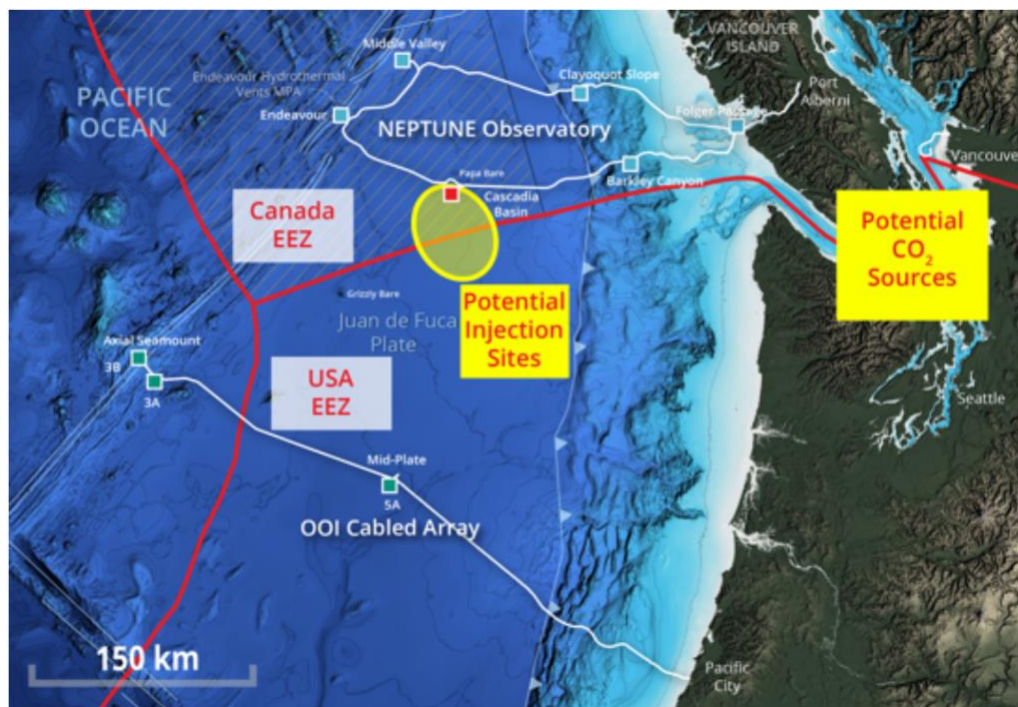 VANCOUVER
ISLAND
Middle Valley
Endeavour Hydrothermal
Vents MPA
Clayoquot Slope
Port
Alberni
PACIFIC
OCEAN
Endeavour
Folger Passage
NEPTUNE Observatory
Vancouver
Papa Bare
Barkley Canyon
Cascadia
Basin
Canada
EEZ
Potential
CO2
Sources
Grizzly Bare
Potential
Injection
Sites
Juan de Fuca
Plate
Axial Seamount
3B
3A
USA
EEZ
Seattle
Mid-Plate
5A
OOI Cabled Array
150 km
Pacific
City